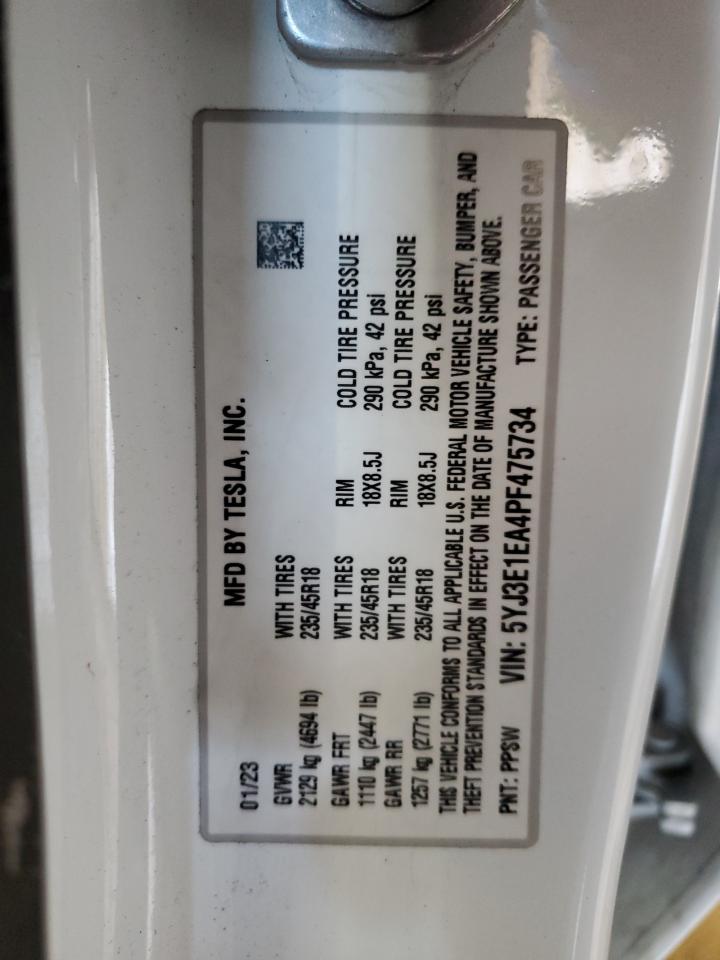 MFD BY TESLA, INC.
01/23
GVWR WITH TIRES
2129 kg (4694 lb) 235/45R18
GAWR FRT WITH TIRES RIM COLD TIRE PRESSURE
1110 kg (2447 lb) 235/45R18 18X8.5J 290 kPa, 42 psi
GAWR RR WITH TIRES RIM COLD TIRE PRESSURE
1257 kg (2771 lb) 235/45R18 18X8.5J 290 kPa, 42 psi
THIS VEHICLE CONFORMS TO ALL APPLICABLE U.S. FEDERAL MOTOR VEHICLE SAFETY, BUMPER, AND
THEFT PREVENTION STANDARDS IN EFFECT ON THE DATE OF MANUFACTURE SHOWN ABOVE.
PNT: PPSW VIN: 5YJ3E1EA4PF475734 TYPE: PASSENGER CAR